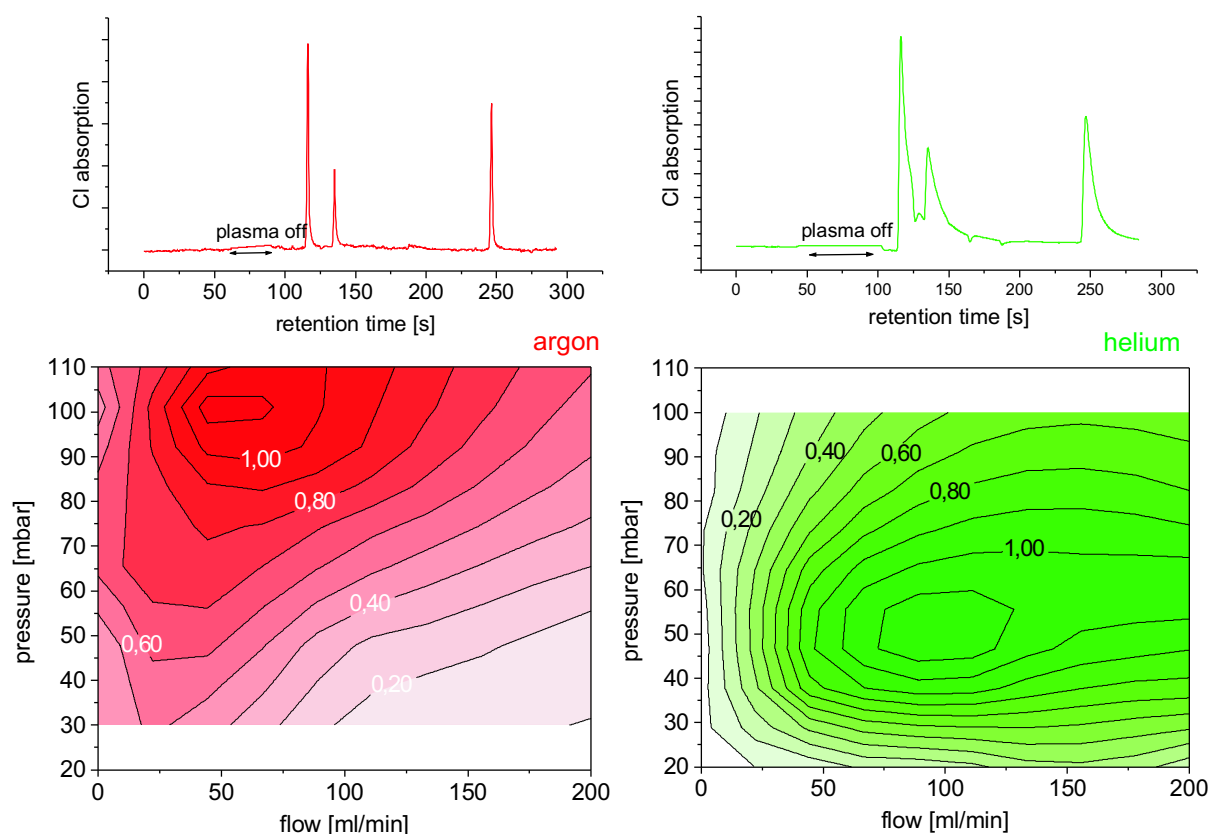 Cl absorption
plasma off
0 50 100 150 200 250 300
retention time [s]
Cl absorption
plasma off
0 50 100 150 200 250 300
retention time [s]
argon
110
100
90
80
70
60
50
40
30
20
pressure [mbar]
1,00
0,80
0,60
0,40
0,20
0 50 100 150 200
flow [ml/min]
helium
110
100
90
80
70
60
50
40
30
20
pressure [mbar]
0,40
0,60
0,80
0,20
1,00
0 50 100 150 200
flow [ml/min]